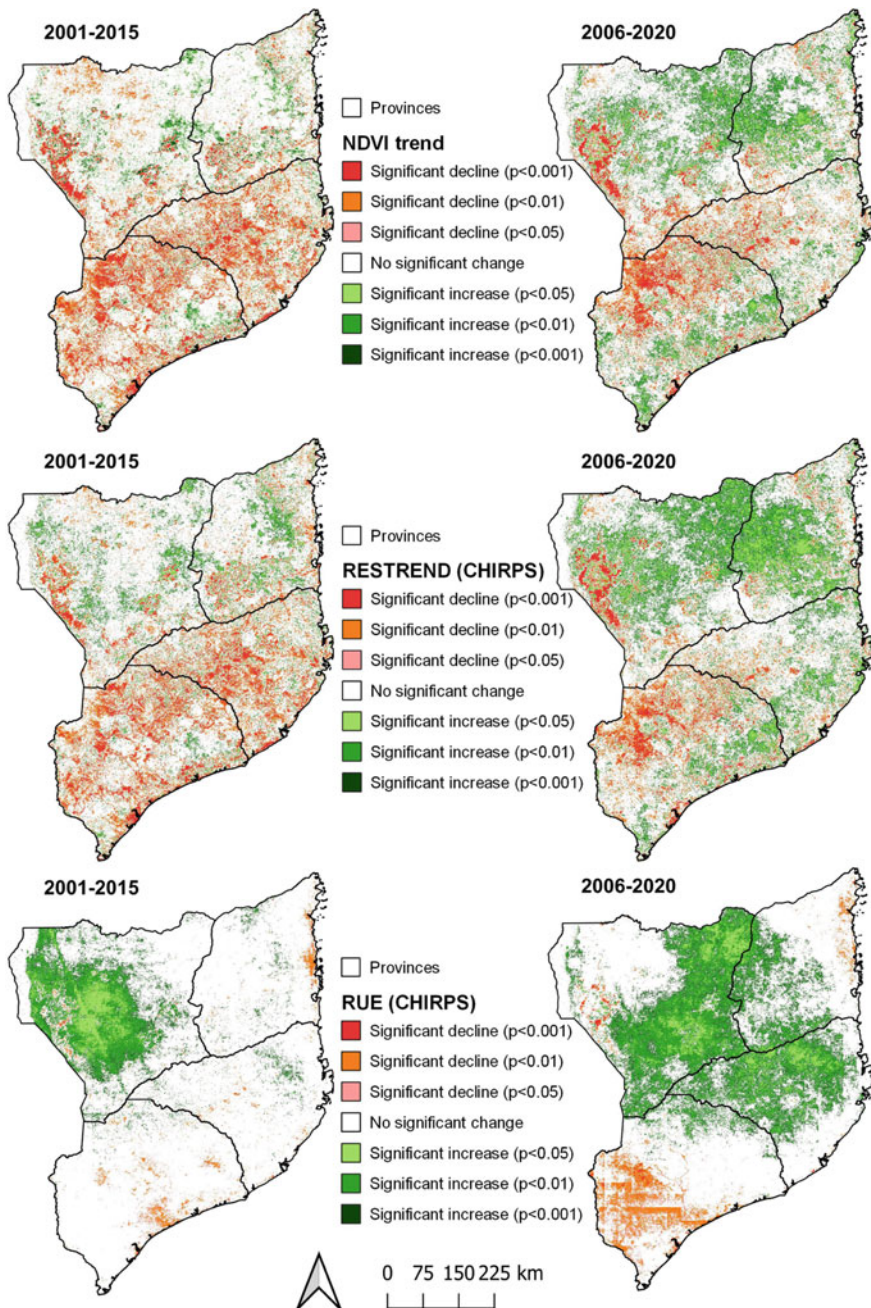 2001-2015
2006-2020
Provinces
NDVI trend
Significant decline (p<0.001)
Significant decline (p<0.01)
Significant decline (p<0.05)
No significant change
Significant increase (p<0.05)
Significant increase (p<0.01)
Significant increase (p<0.001)
2001-2015
2006-2020
Provinces
RESTREND (CHIRPS)
Significant decline (p<0.001)
Significant decline (p<0.01)
Significant decline (p<0.05)
No significant change
Significant increase (p<0.05)
Significant increase (p<0.01)
Significant increase (p<0.001)
2001-2015
2006-2020
Provinces
RUE (CHIRPS)
Significant decline (p<0.001)
Significant decline (p<0.01)
Significant decline (p<0.05)
No significant change
Significant increase (p<0.05)
Significant increase (p<0.01)
Significant increase (p<0.001)
0 75 150 225 km